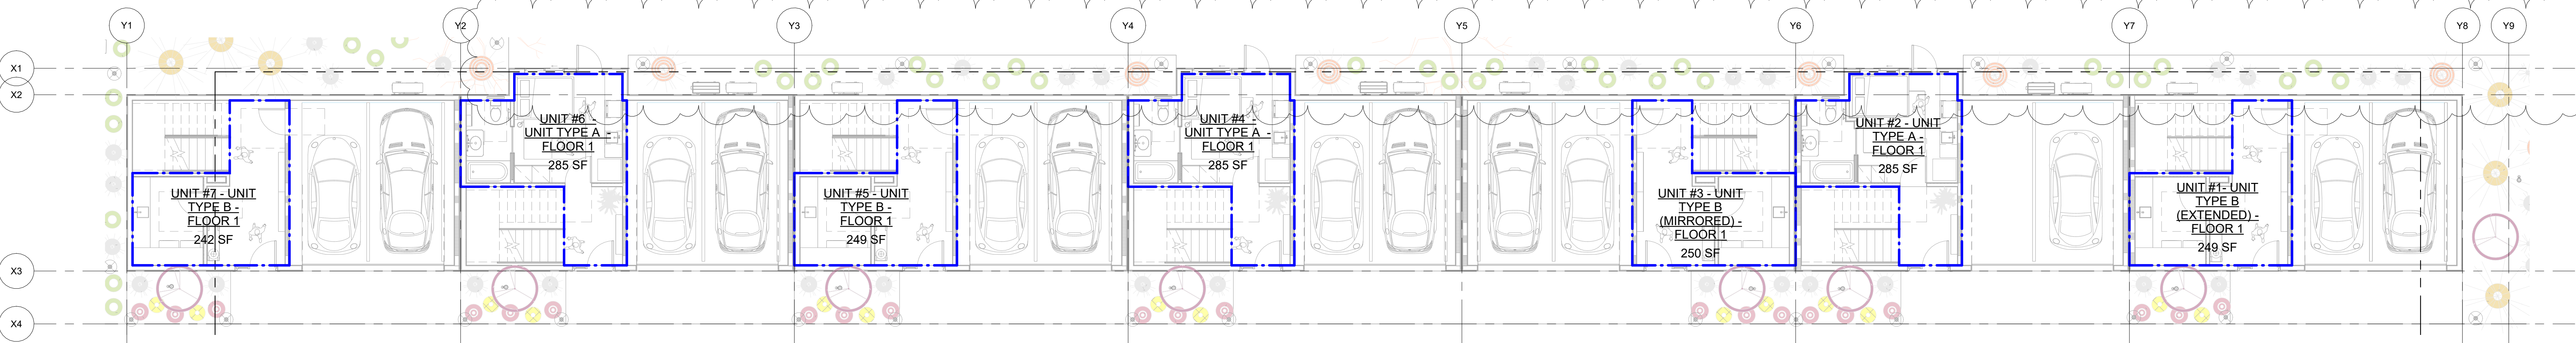 Y1
Y2
Y3
Y4
Y5
Y6
Y7
Y8
Y9
X1
X2
X3
X4
UNIT #7 - UNIT
TYPE B -
FLOOR 1
242 SF
UNIT #6 -
UNIT TYPE A -
FLOOR 1
285 SF
UNIT #5 - UNIT
TYPE B -
FLOOR 1
249 SF
UNIT #4 -
UNIT TYPE A -
FLOOR 1
285 SF
UNIT #3 - UNIT
TYPE B
(MIRRORED) -
FLOOR 1
250 SF
UNIT #2 - UNIT
TYPE A -
FLOOR 1
285 SF
UNIT #1- UNIT
TYPE B
(EXTENDED) -
FLOOR 1
249 SF